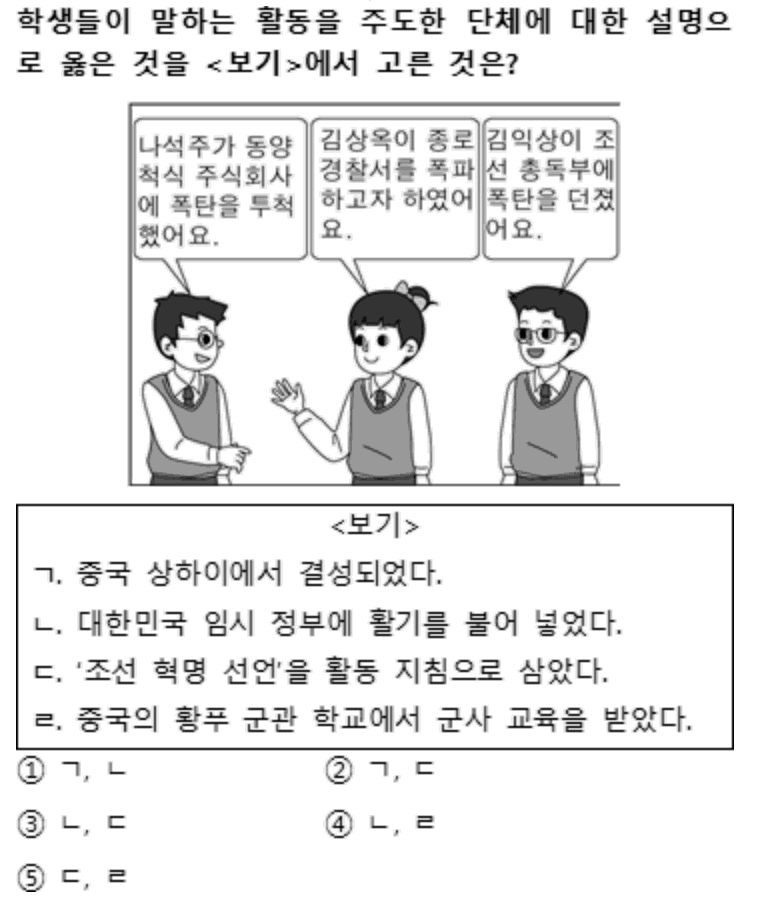 학생들이 말하는 활동을 주도한 단체에 대한 설명으
로 옳은 것을 <보기>에서 고른 것은?
나석주가 동양
척식 주식회사
에 폭탄을 투척
했어요.
김상옥이 종로
경찰서를 폭파
하고자 하였어
요.
김익상이 조
선 총독부에
폭탄을 던졌
어요.
<보기>
ㄱ. 중국 상하이에서 결성되었다.
ㄴ. 대한민국 임시 정부에 활기를 불어 넣었다.
ㄷ. '조선 혁명 선언'을 활동 지침으로 삼았다.
ㄹ. 중국의 황푸 군관 학교에서 군사 교육을 받았다.
① ㄱ, ㄴ ② ㄱ, ㄷ
③ ㄴ, ㄷ ④ ㄴ, ㄹ
⑤ ㄷ, ㄹ